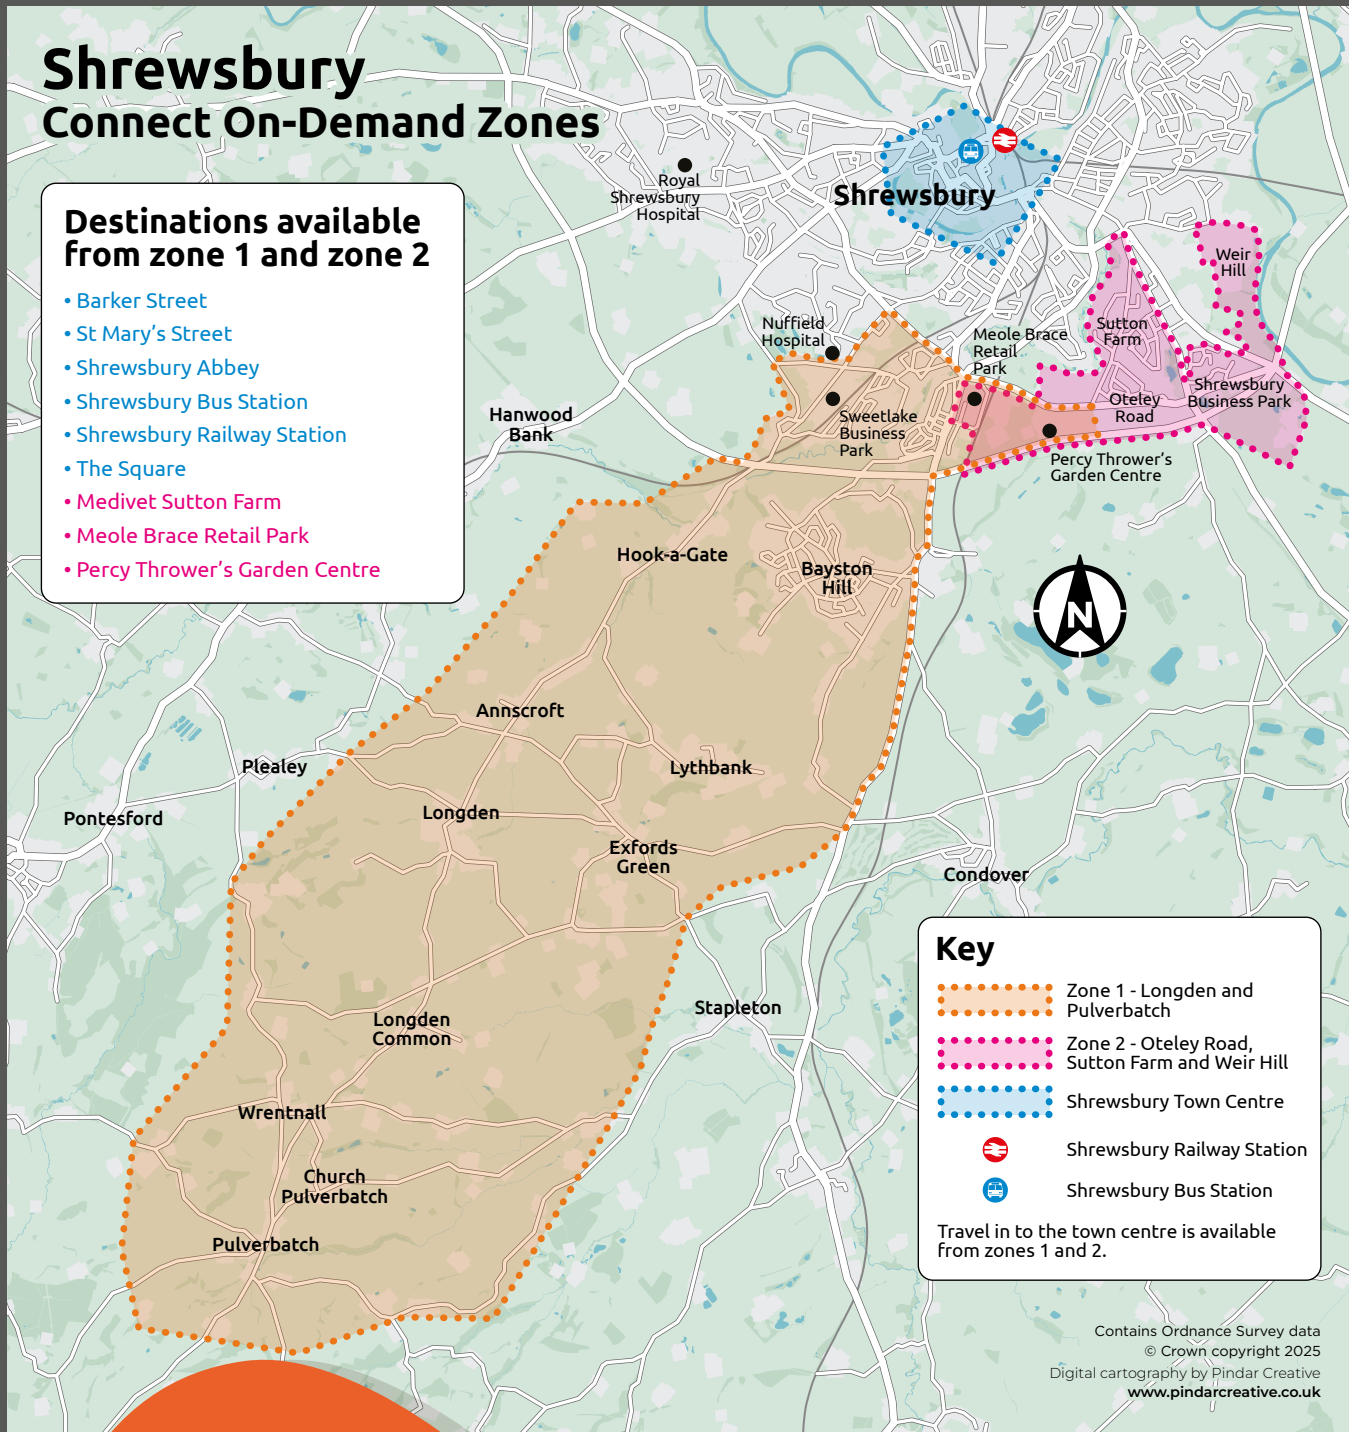 Shrewsbury
Connect On-Demand Zones
Destinations available
from zone 1 and zone 2
• Barker Street
• St Mary’s Street
• Shrewsbury Abbey
• Shrewsbury Bus Station
• Shrewsbury Railway Station
• The Square
• Medivet Sutton Farm
• Meole Brace Retail Park
• Percy Thrower’s Garden Centre
Royal
Shrewsbury
Hospital
Shrewsbury
Weir
Hill
Nuffield
Hospital
Meole Brace
Retail
Park
Sutton
Farm
Shrewsbury
Business Park
Oteley
Road
Hanwood
Bank
Sweetlake
Business
Park
Percy Thrower’s
Garden Centre
Hook-a-Gate
Bayston
Hill
N
Annscroft
Plealey
Lythbank
Pontesford
Longden
Exfords
Green
Condover
Stapleton
Longden
Common
Wrentnall
Church
Pulverbatch
Pulverbatch
Key
Zone 1 - Longden and
Pulverbatch
Zone 2 - Oteley Road,
Sutton Farm and Weir Hill
Shrewsbury Town Centre
Shrewsbury Railway Station
Shrewsbury Bus Station
Travel in to the town centre is available
from zones 1 and 2.
Contains Ordnance Survey data
© Crown copyright 2025
Digital cartography by Pindar Creative
www.pindarcreative.co.uk